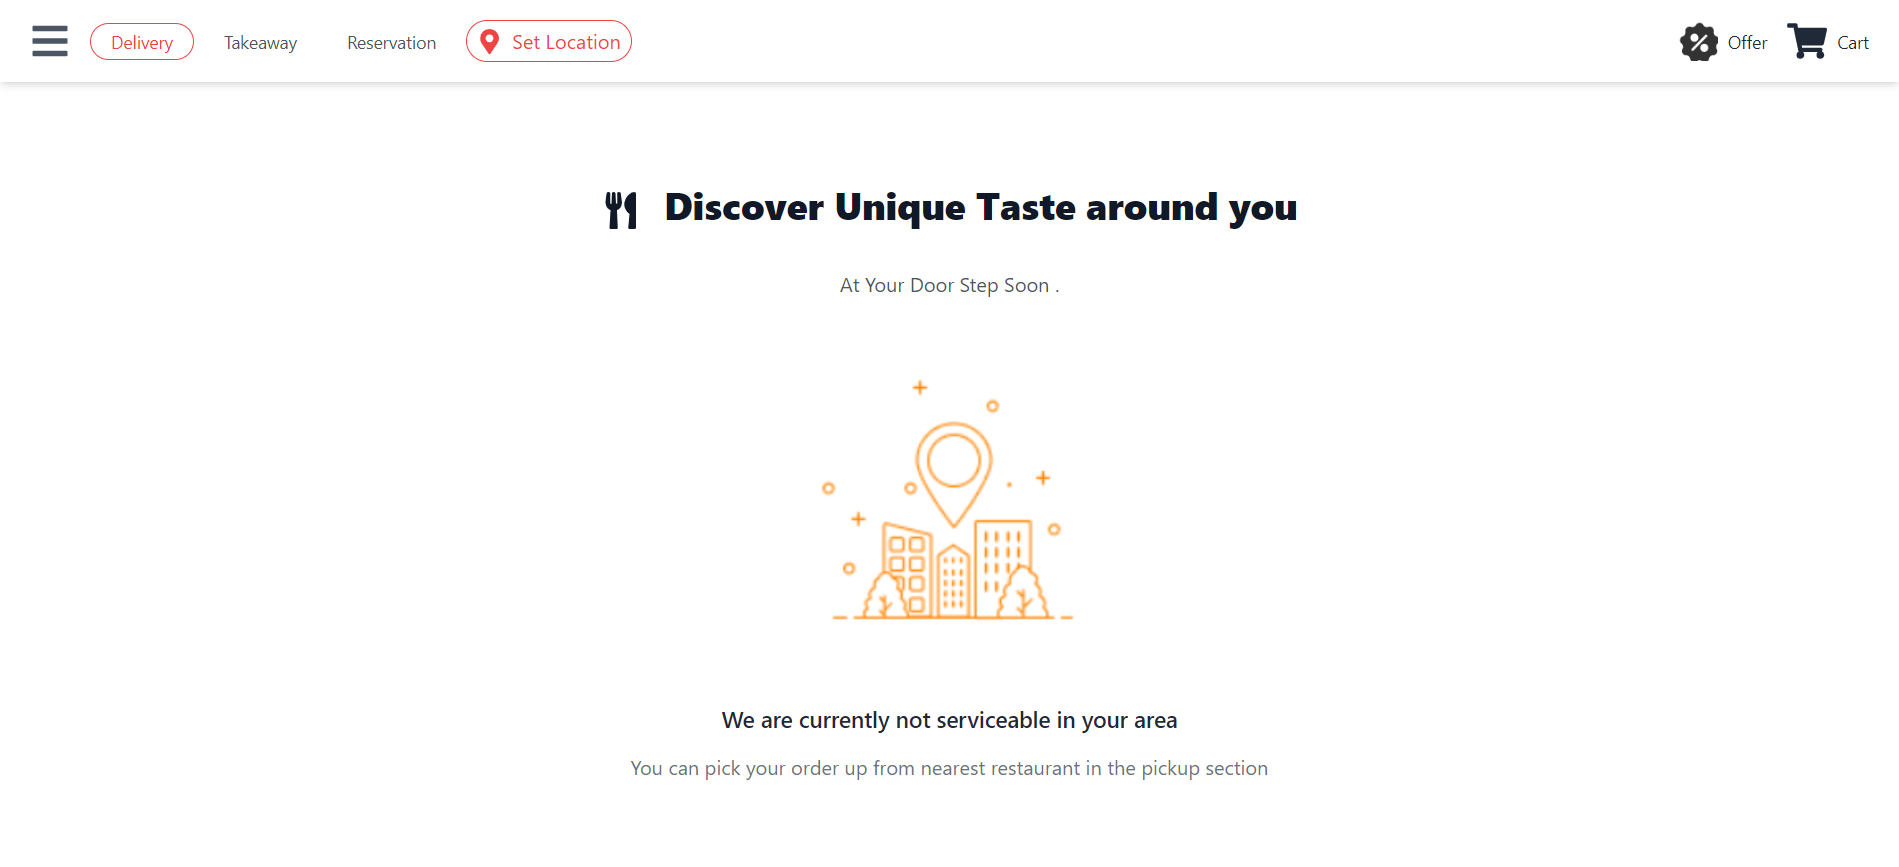 Delivery Takeaway Reservation Set Location Offer Cart
Discover Unique Taste around you
At Your Door Step Soon .
We are currently not serviceable in your area
You can pick your order up from nearest restaurant in the pickup section